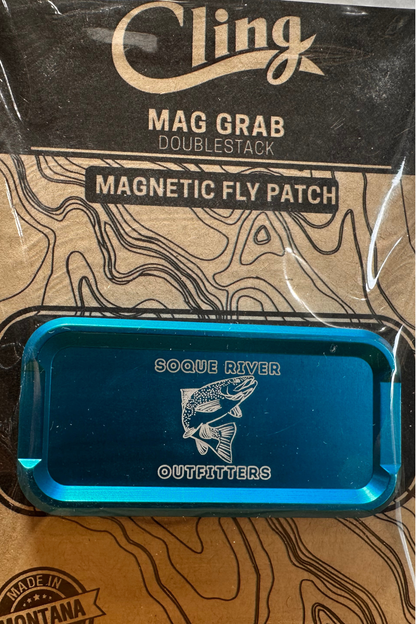 Cling
MAG GRAB
DOUBLESTACK
MAGNETIC FLY PATCH
SOQUE RIVER
OUTFITTERS
MADE IN
MONTANA